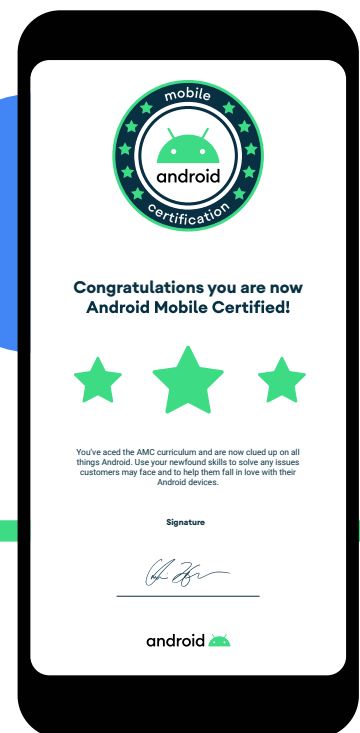 mobile
android
certification
Congratulations you are now
Android Mobile Certified!
You've aced the AMC curriculum and are now clued up on all
things Android. Use your newfound skills to solve any issues
customers may face and to help them fall in love with their
Android devices.
Signature
android